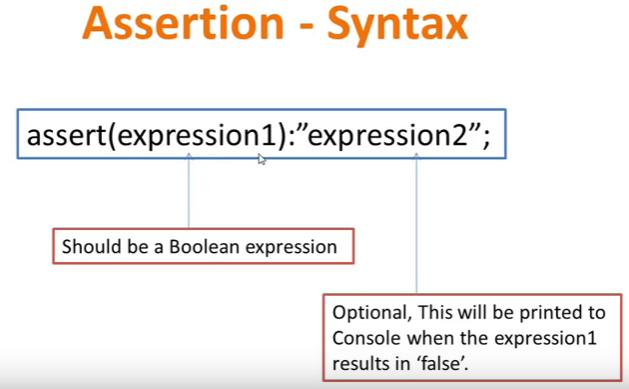 Assertion - Syntax
assert(expression1):”expression2”;
Should be a Boolean expression
Optional, This will be printed to
Console when the expression1
results in ‘false’.